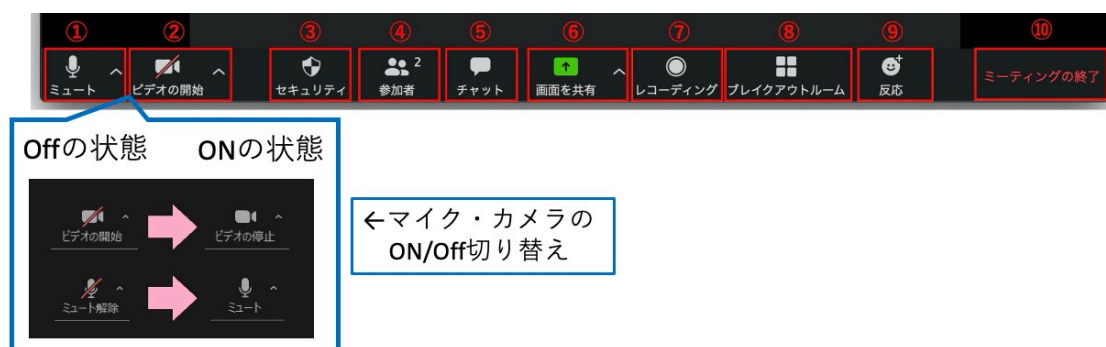 ① ② ③ ④ ⑤ ⑥ ⑦ ⑧ ⑨ ⑩
2
ミュート ビデオの開始 セキュリティ 参加者 チャット 画面を共有 レコーディング ブレイクアウトルーム 反応 ミーティングの終了
Offの状態 ONの状態
ビデオの開始 ビデオの停止
ミュート解除 ミュート
←マイク・カメラの
ON/Off切り替え